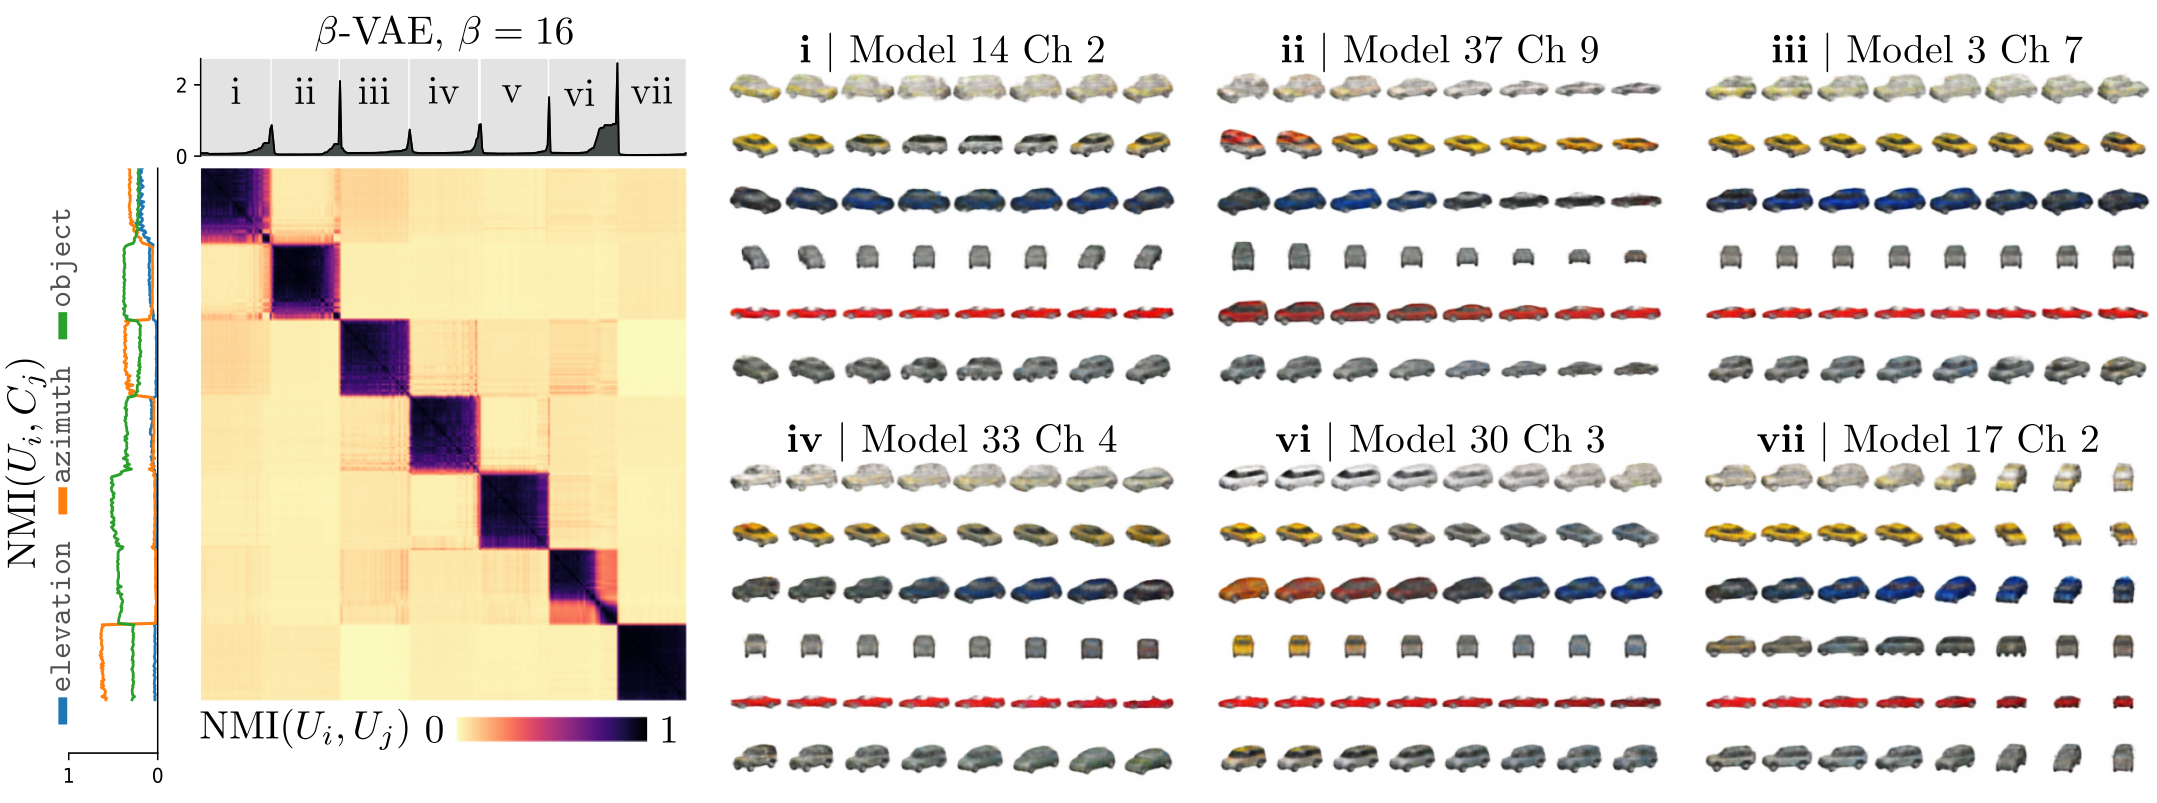 β-VAE, β = 16
2
0
i
ii
iii
iv
v
vi
vii
NMI(U_i, C_j)
elevation
azimuth
object
1
0
NMI(U_i, U_j) 0
1
i | Model 14 Ch 2
ii | Model 37 Ch 9
iii | Model 3 Ch 7
iv | Model 33 Ch 4
vi | Model 30 Ch 3
vii | Model 17 Ch 2